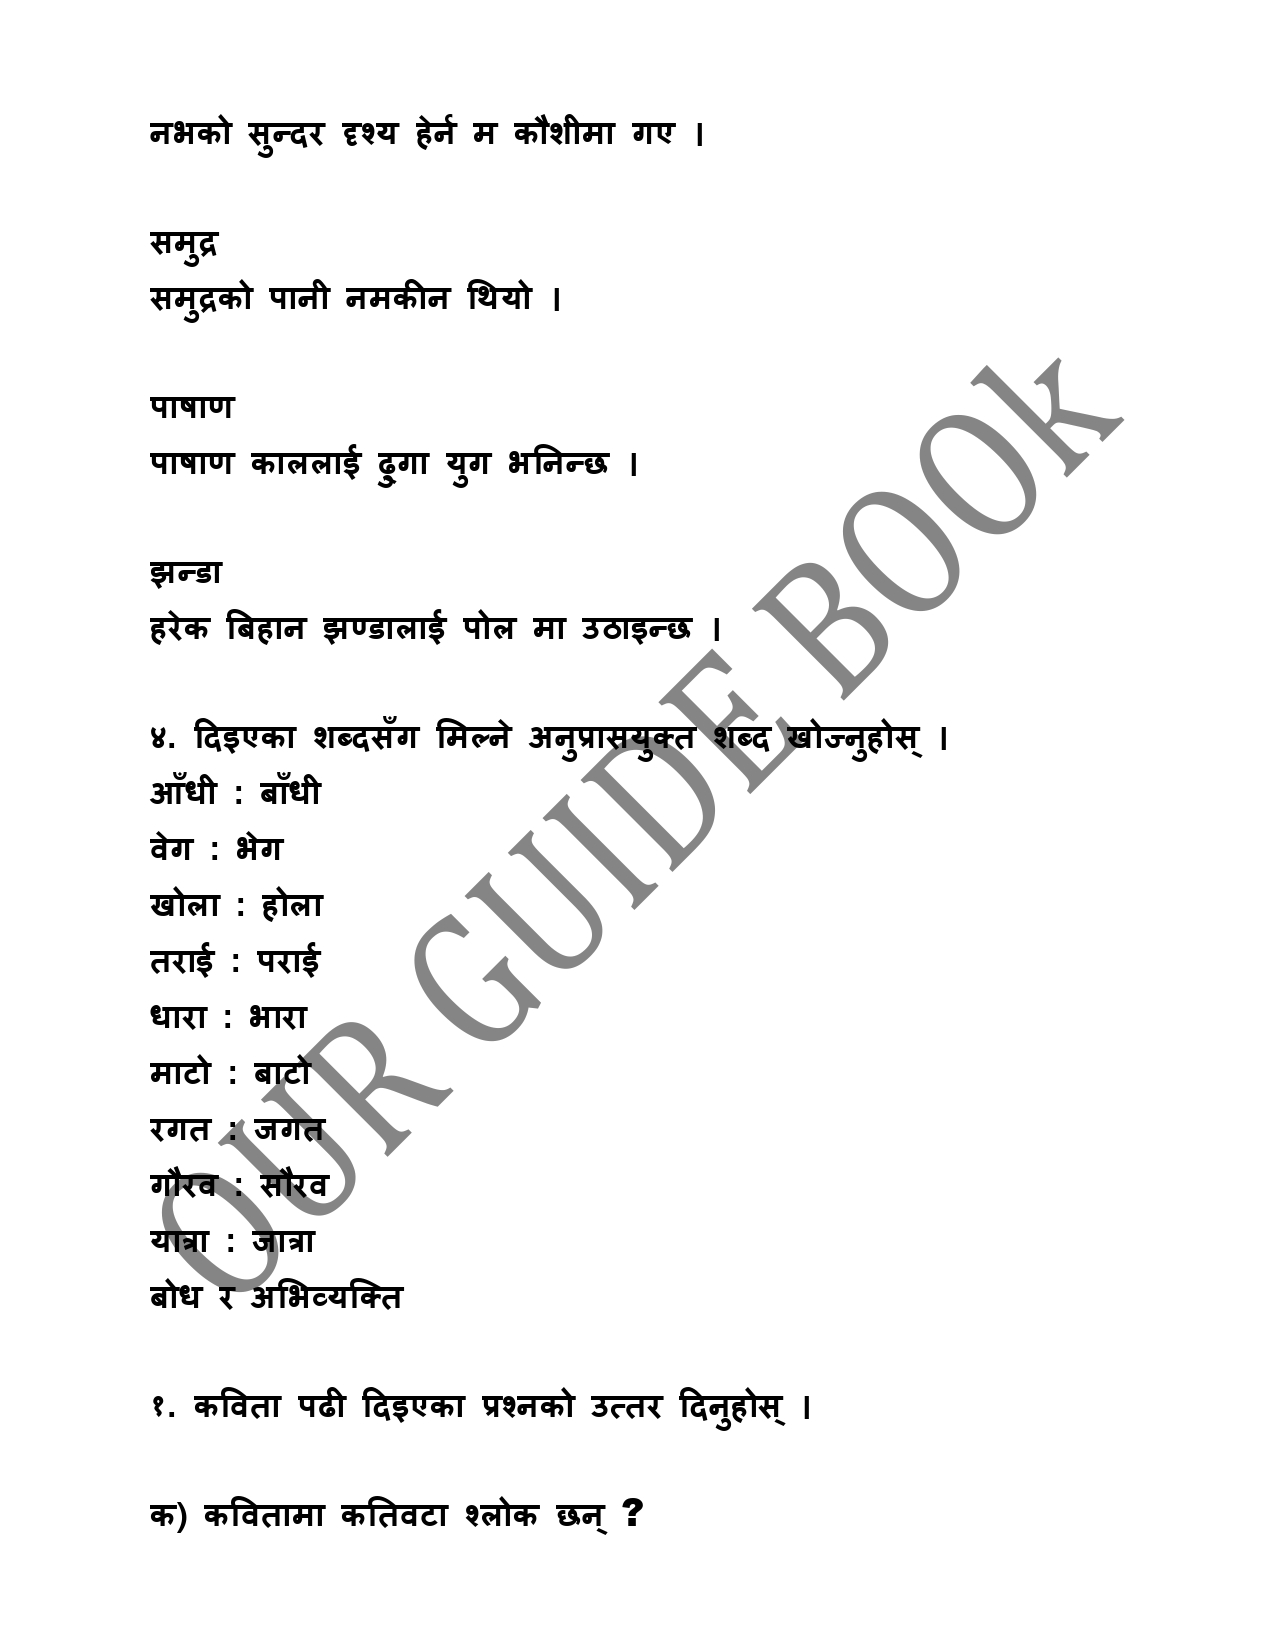 नभको सुन्दर दृश्य हेर्न म कौशीमा गए ।
समुद्र
समुद्रको पानी नमकीन थियो ।
पाषाण
पाषाण काललाई ढुगा युग भनिन्छ ।
झन्डा
हरेक बिहान झण्डालाई पोल मा उठाइन्छ ।
४. दिइएका शब्दसँग मिल्ने अनुप्रासयुक्त शब्द खोज्नुहोस् ।
आँधी : बाँधी
वेग : भेग
खोला : होला
तराई : पराई
धारा : भारा
माटो : बाटो
रगत : जगत
गौरव : सौरव
यात्रा : जात्रा
बोध र अभिव्यक्ति
१. कविता पढी दिइएका प्रश्नको उत्तर दिनुहोस् ।
क) कवितामा कतिवटा श्लोक छन् ?
OUR GUIDE BOOk